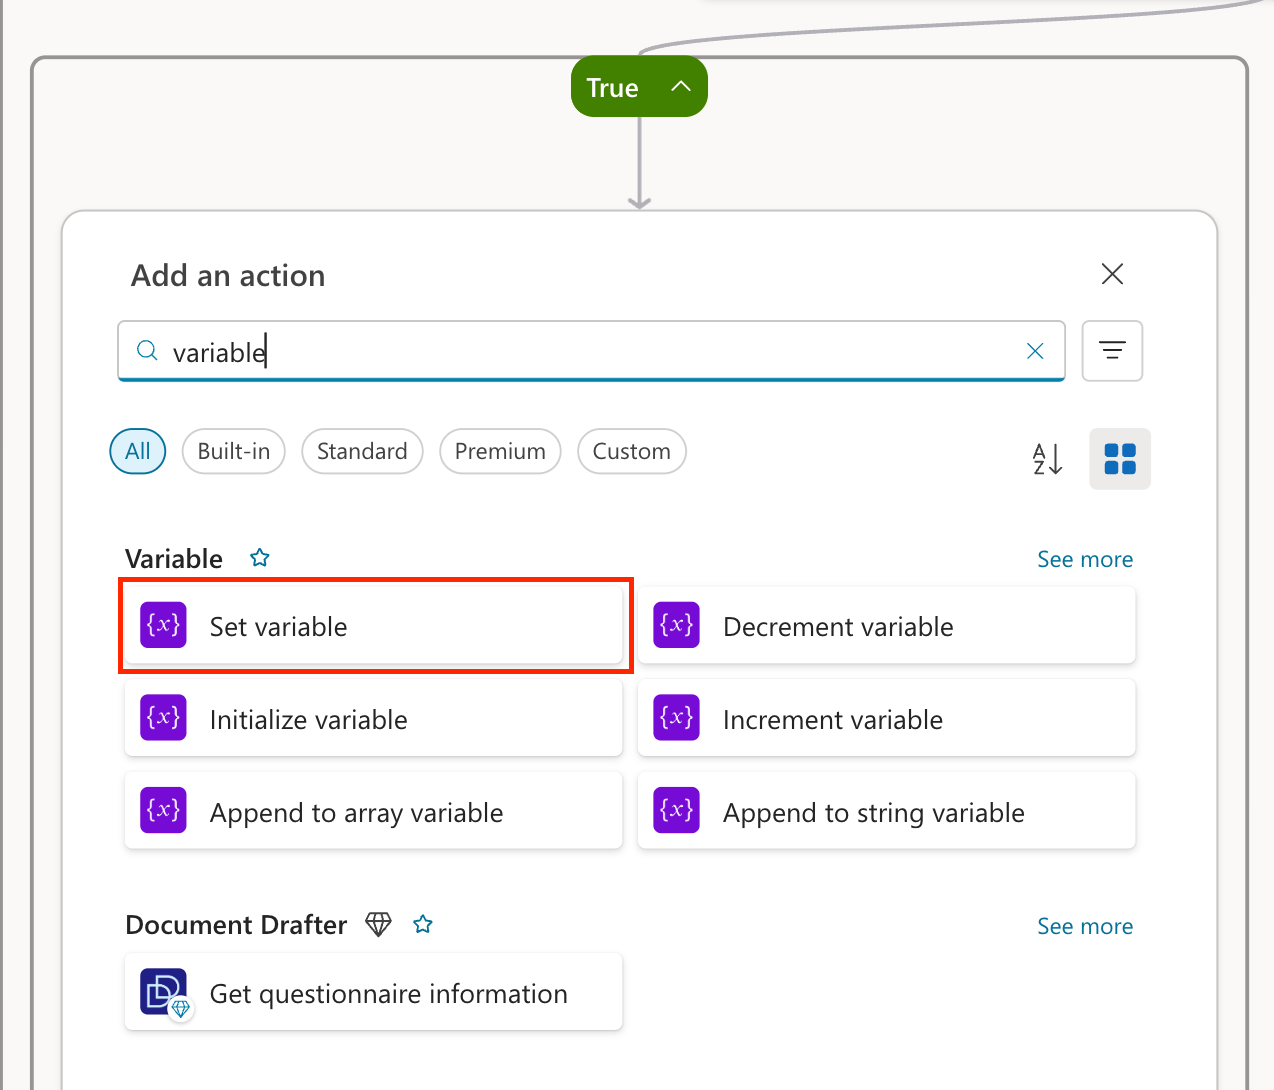 True
Add an action
variable
All Built-in Standard Premium Custom
A
Z
Variable See more
{x} Set variable {x} Decrement variable
{x} Initialize variable {x} Increment variable
{x} Append to array variable {x} Append to string variable
Document Drafter See more
Get questionnaire information